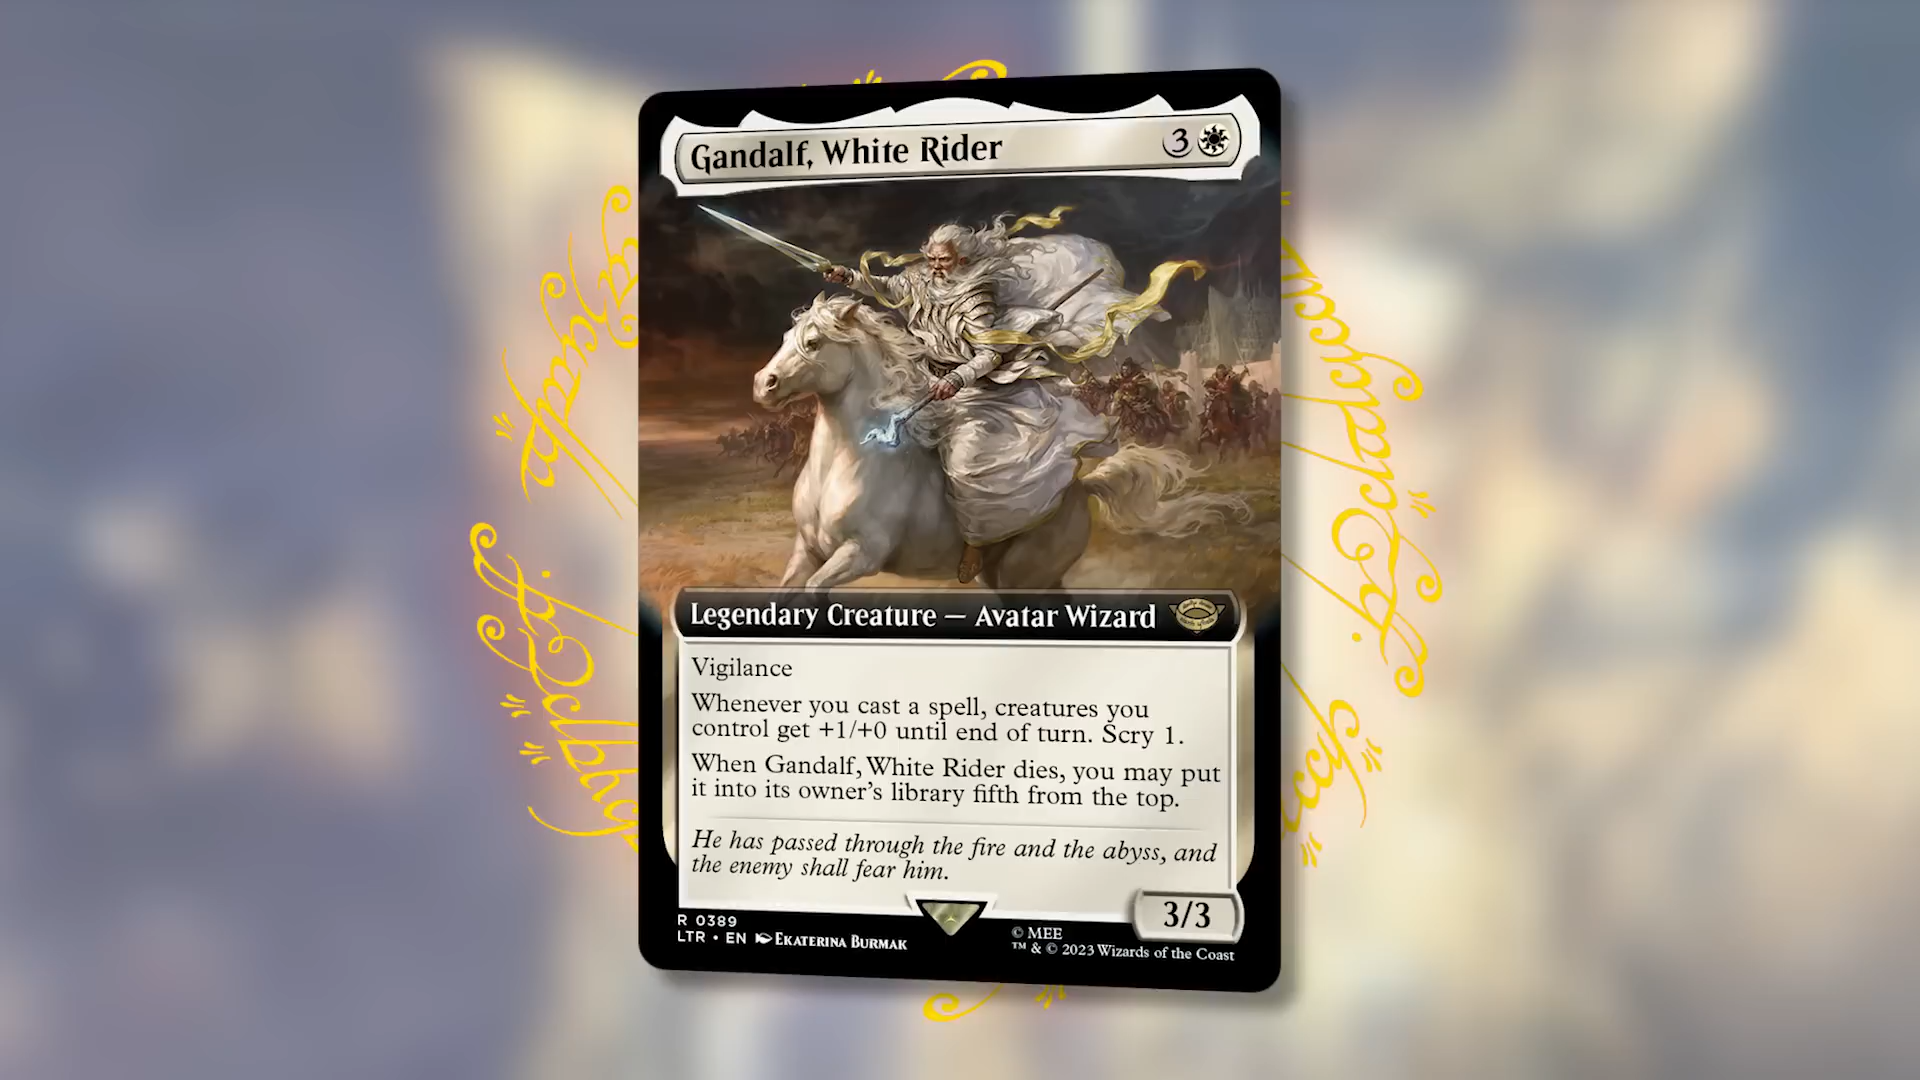 Gandalf, White Rider
3
Legendary Creature — Avatar Wizard
Vigilance
Whenever you cast a spell, creatures you
control get +1/+0 until end of turn. Scry 1.
When Gandalf, White Rider dies, you may put
it into its owner's library fifth from the top.
He has passed through the fire and the abyss, and
the enemy shall fear him.
3/3
R 0389
LTR • EN Ekaterina Burmak
© MEE
™ & © 2023 Wizards of the Coast